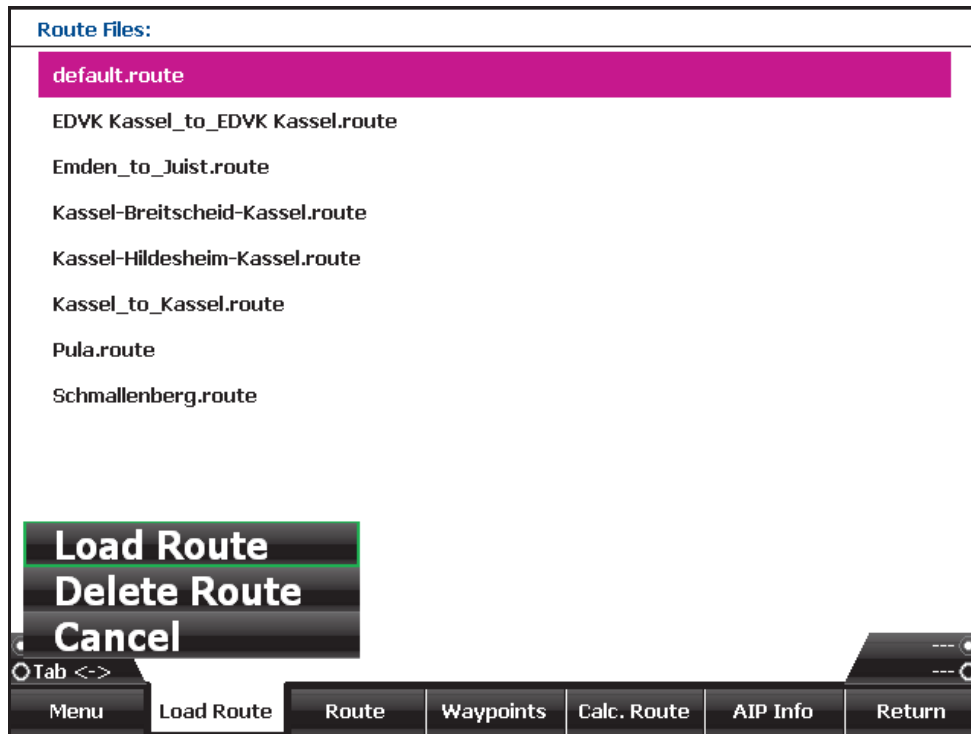 Route Files:
default.route
EDVK Kassel_to_EDVK Kassel.route
Emden_to_Juist.route
Kassel-Breitscheid-Kassel.route
Kassel-Hildesheim-Kassel.route
Kassel_to_Kassel.route
Pula.route
Schmallenberg.route
Load Route
Delete Route
Cancel
---
Tab <->
---
Menu
Load Route
Route
Waypoints
Calc. Route
AIP Info
Return